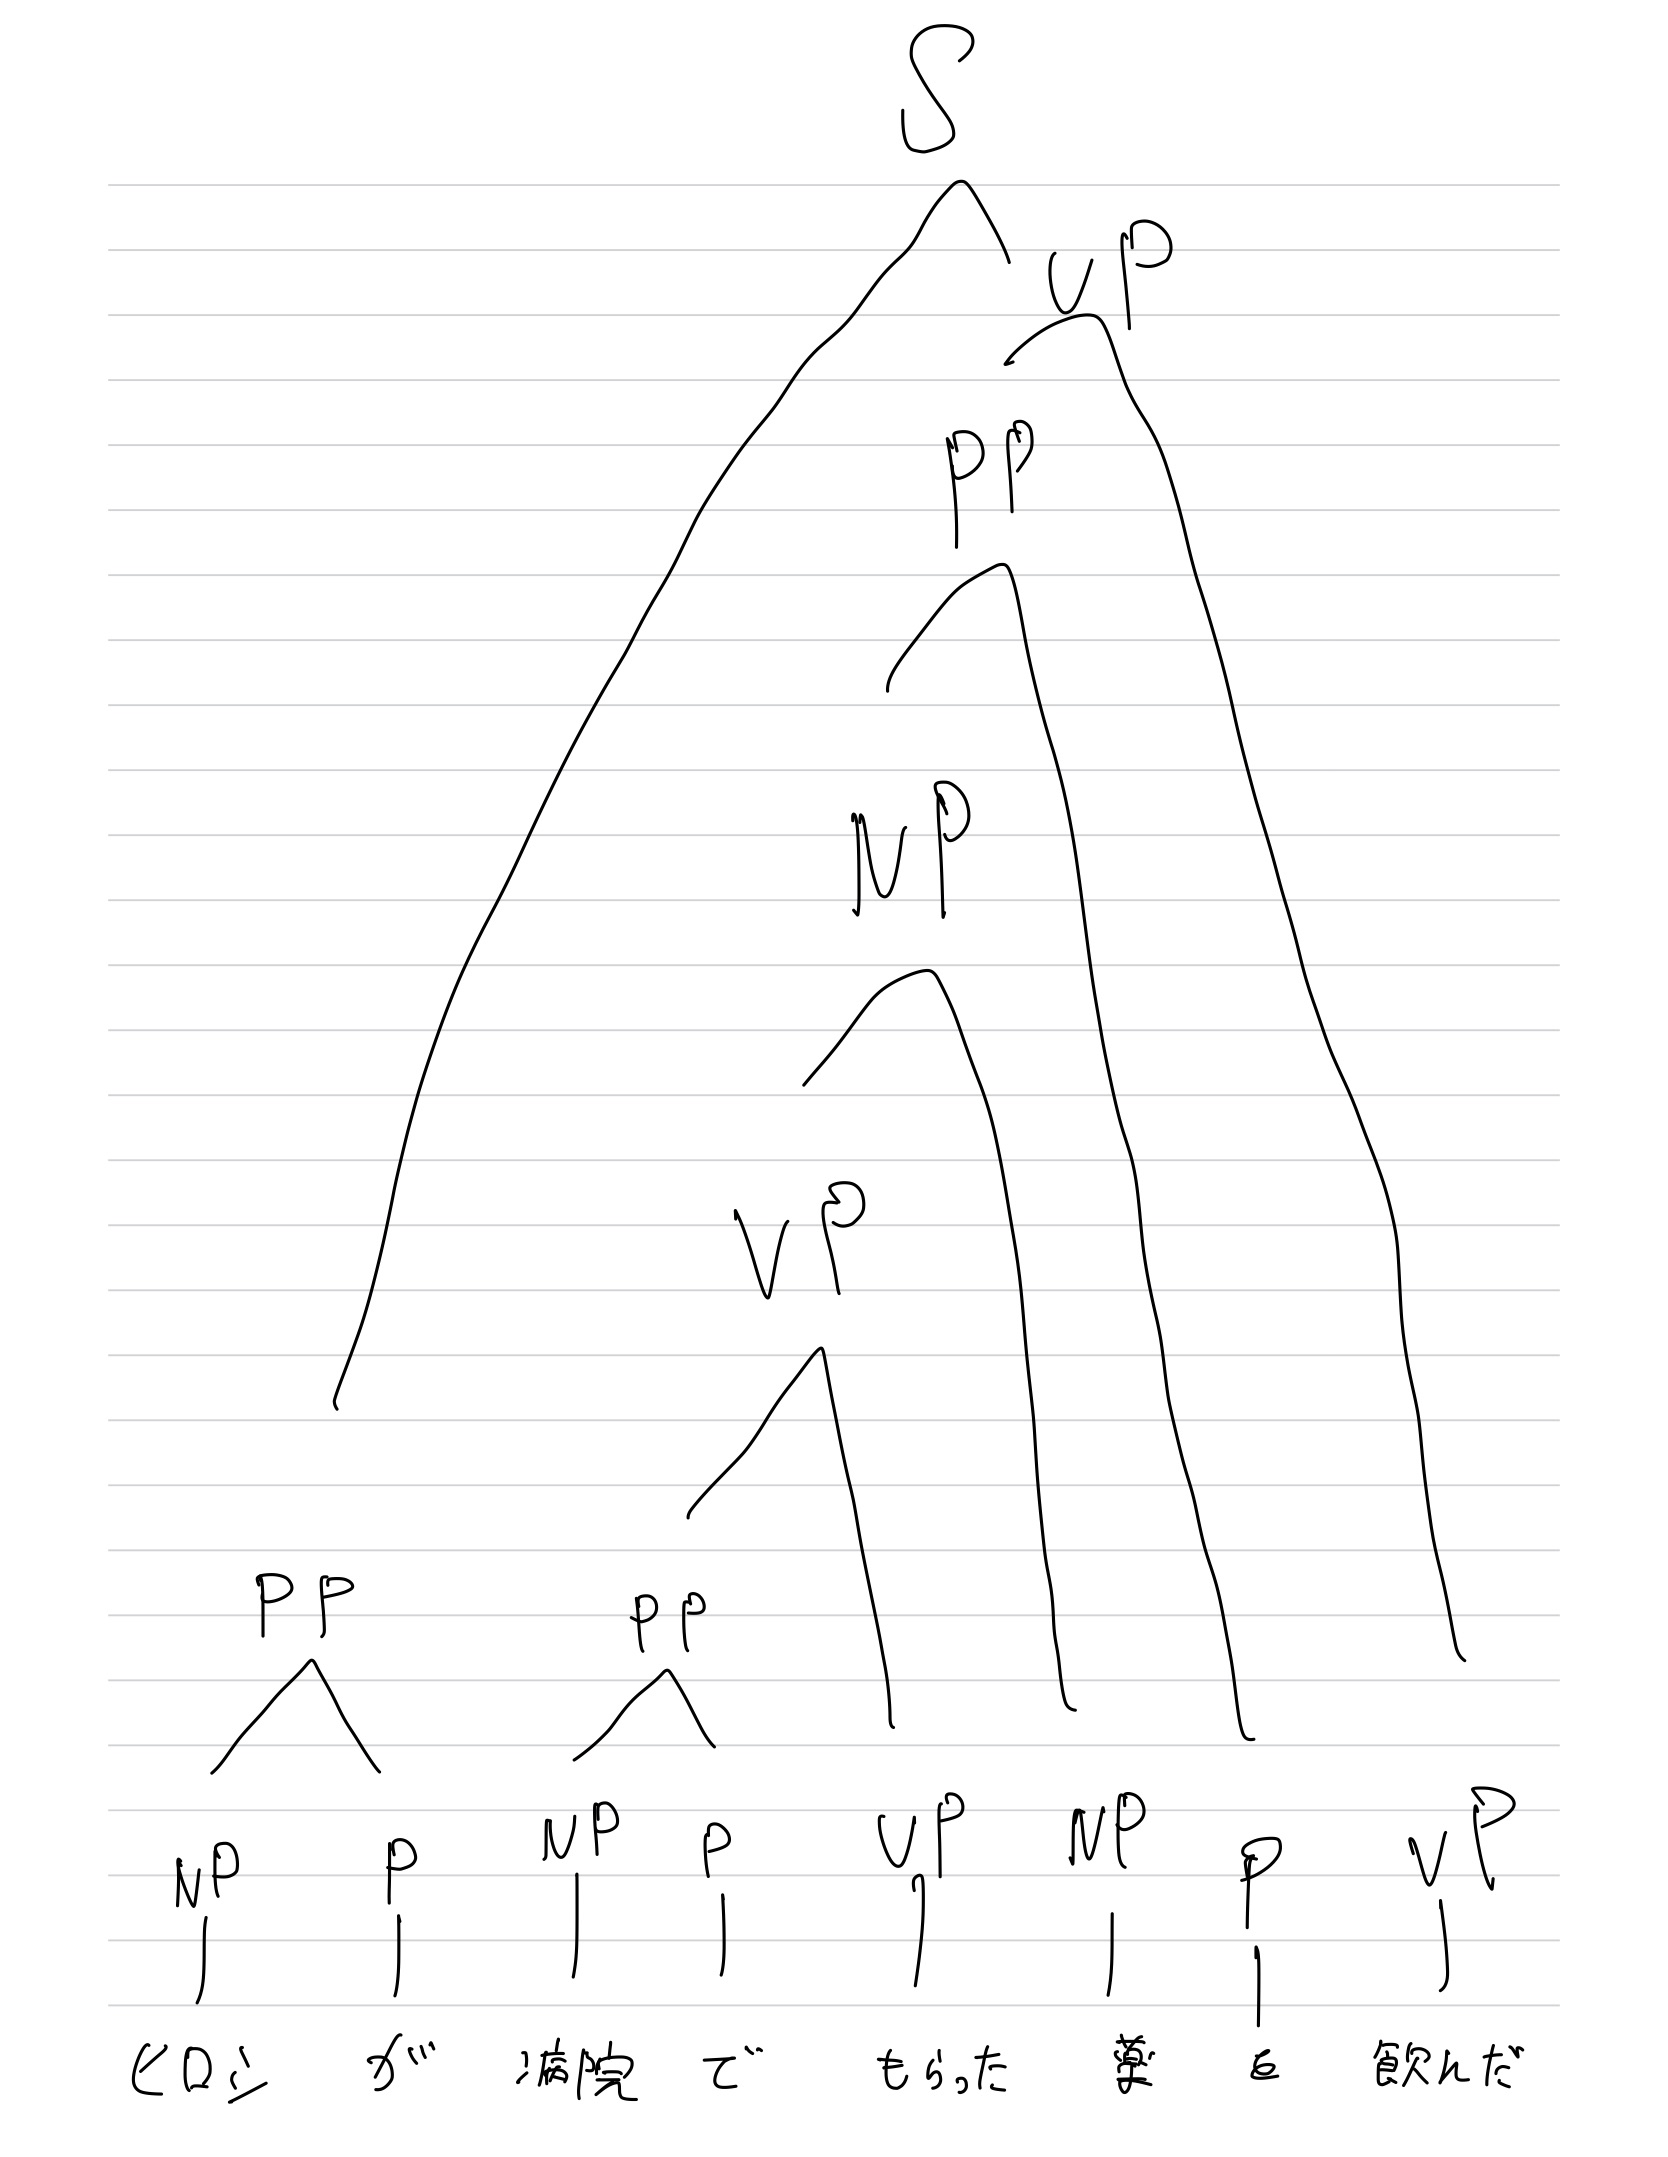 S
VP
PP
NP
VP
PP PP
NP P NP P VP NP P VP
ヒロシ が 病院 で もらった 薬 を 飲んだ